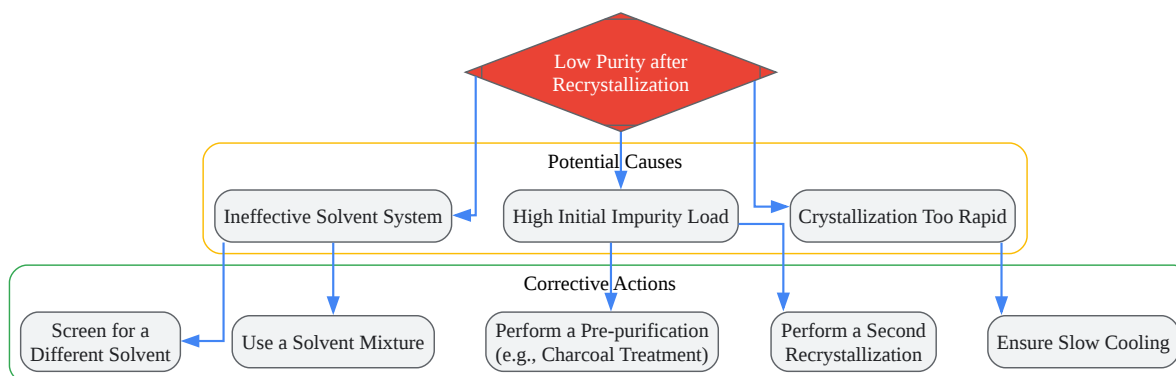 Low Purity after
Recrystallization
Potential Causes
Ineffective Solvent System
High Initial Impurity Load
Crystallization Too Rapid
Corrective Actions
Screen for a
Different Solvent
Use a Solvent Mixture
Perform a Pre-purification
(e.g., Charcoal Treatment)
Perform a Second
Recrystallization
Ensure Slow Cooling